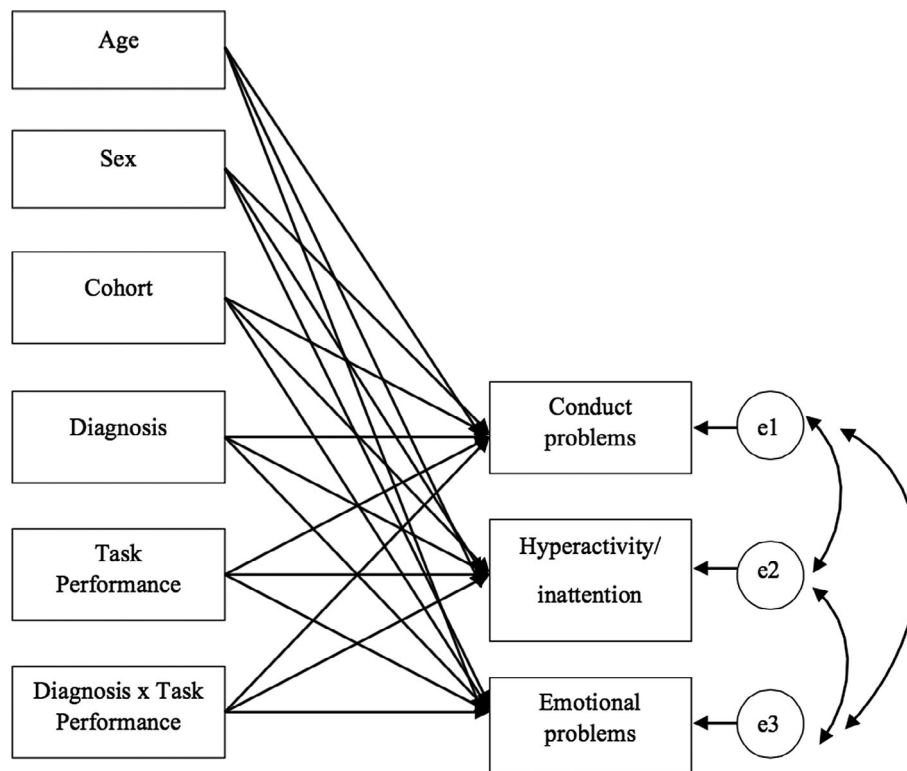 Age
Sex
Cohort
Diagnosis
Task
Performance
Diagnosis x Task
Performance
Conduct
problems
Hyperactivity/
inattention
Emotional
problems
e1
e2
e3